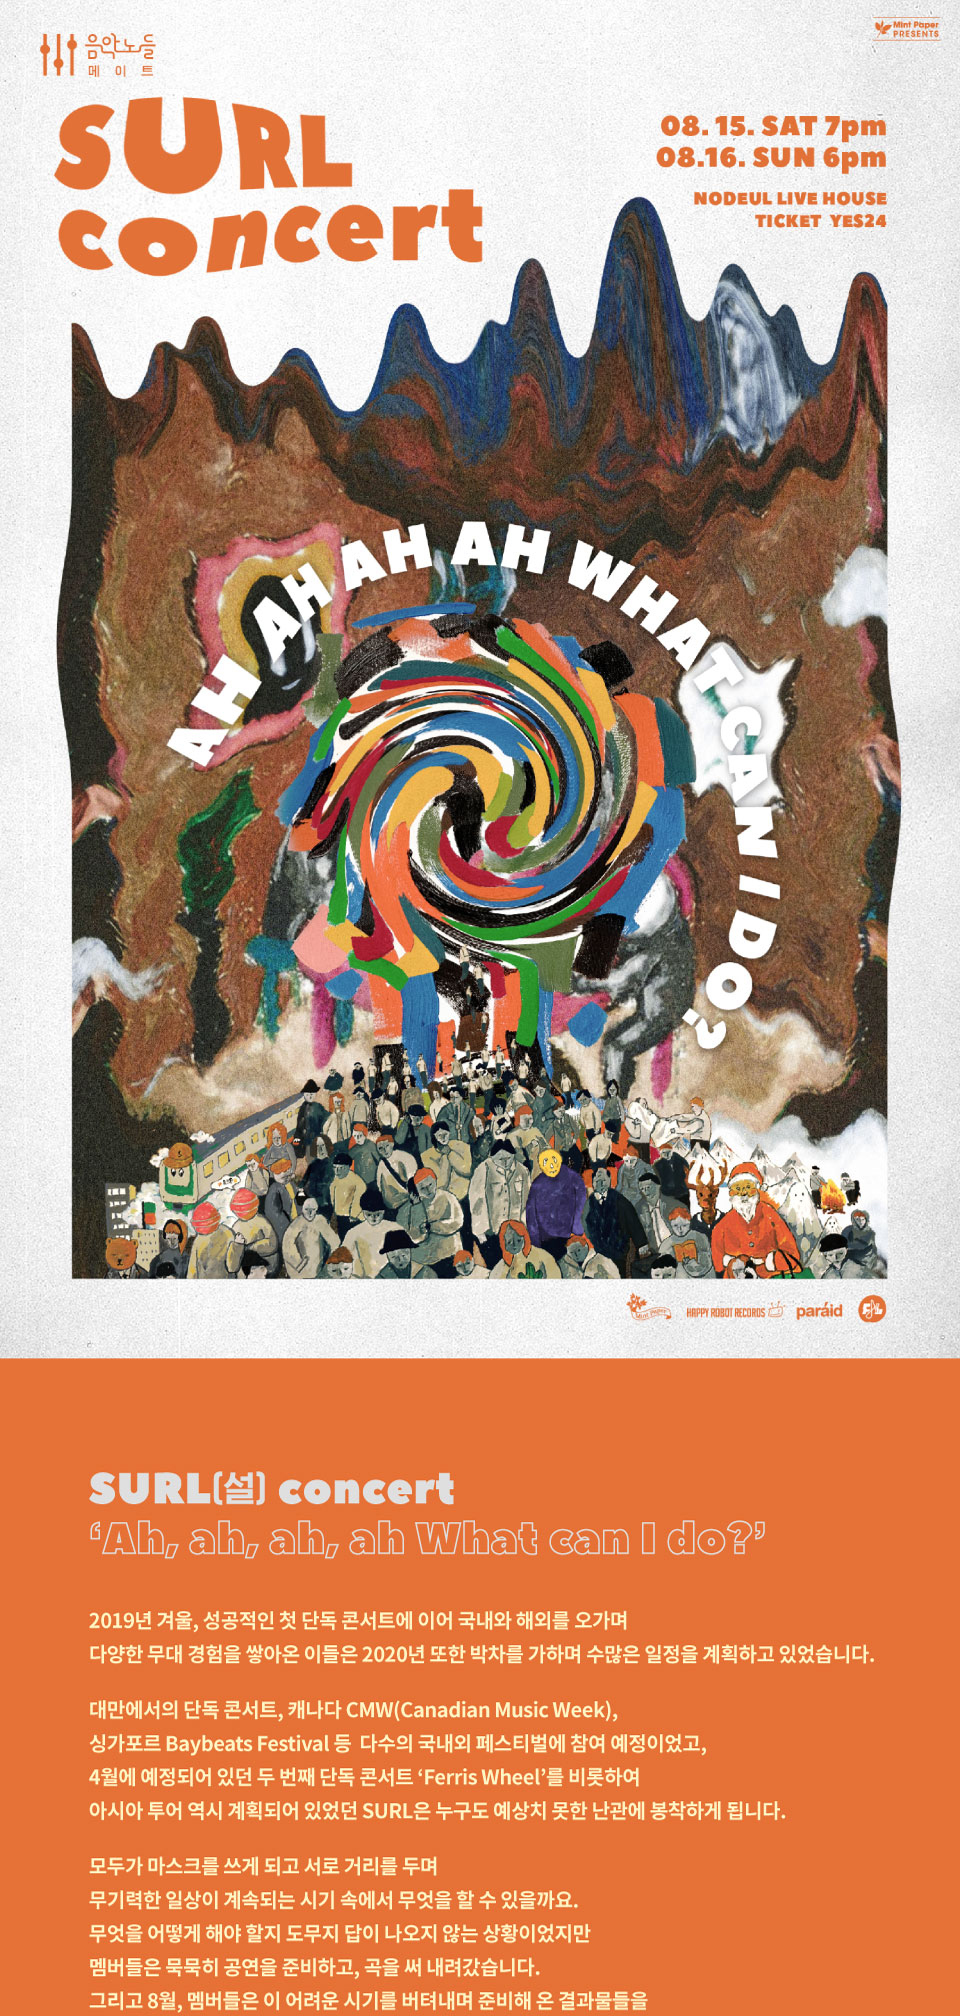 음악노들
메이트
Mint Paper
PRESENTS
SURL
concert
08. 15. SAT 7pm
08.16. SUN 6pm
NODEUL LIVE HOUSE
TICKET YES24
AH AH AH AH WHAT CAN I DO?
Mint Paper
HAPPY ROBOT RECORDS
paráid
SURL(설) concert
‘Ah, ah, ah, ah What can I do?’
2019년 겨울, 성공적인 첫 단독 콘서트에 이어 국내와 해외를 오가며
다양한 무대 경험을 쌓아온 이들은 2020년 또한 박차를 가하며 수많은 일정을 계획하고 있었습니다.
대만에서의 단독 콘서트, 캐나다 CMW(Canadian Music Week),
싱가포르 Baybeats Festival 등 다수의 국내외 페스티벌에 참여 예정이었고,
4월에 예정되어 있던 두 번째 단독 콘서트 ‘Ferris Wheel’를 비롯하여
아시아 투어 역시 계획되어 있었던 SURL은 누구도 예상치 못한 난관에 봉착하게 됩니다.
모두가 마스크를 쓰게 되고 서로 거리를 두며
무기력한 일상이 계속되는 시기 속에서 무엇을 할 수 있을까요.
무엇을 어떻게 해야 할지 도무지 답이 나오지 않는 상황이었지만
멤버들은 묵묵히 공연을 준비하고, 곡을 써 내려갔습니다.
그리고 8월, 멤버들은 이 어려운 시기를 버텨내며 준비해 온 결과물들을